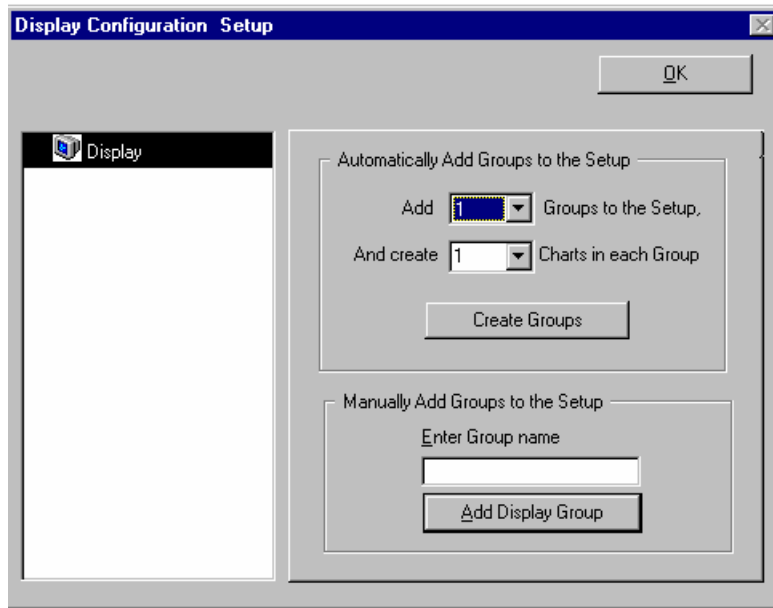 Display Configuration  Setup
OK
Display
Automatically Add Groups to the Setup
Add 1 Groups to the Setup,
And create 1 Charts in each Group
Create Groups
Manually Add Groups to the Setup
Enter Group name
Add Display Group